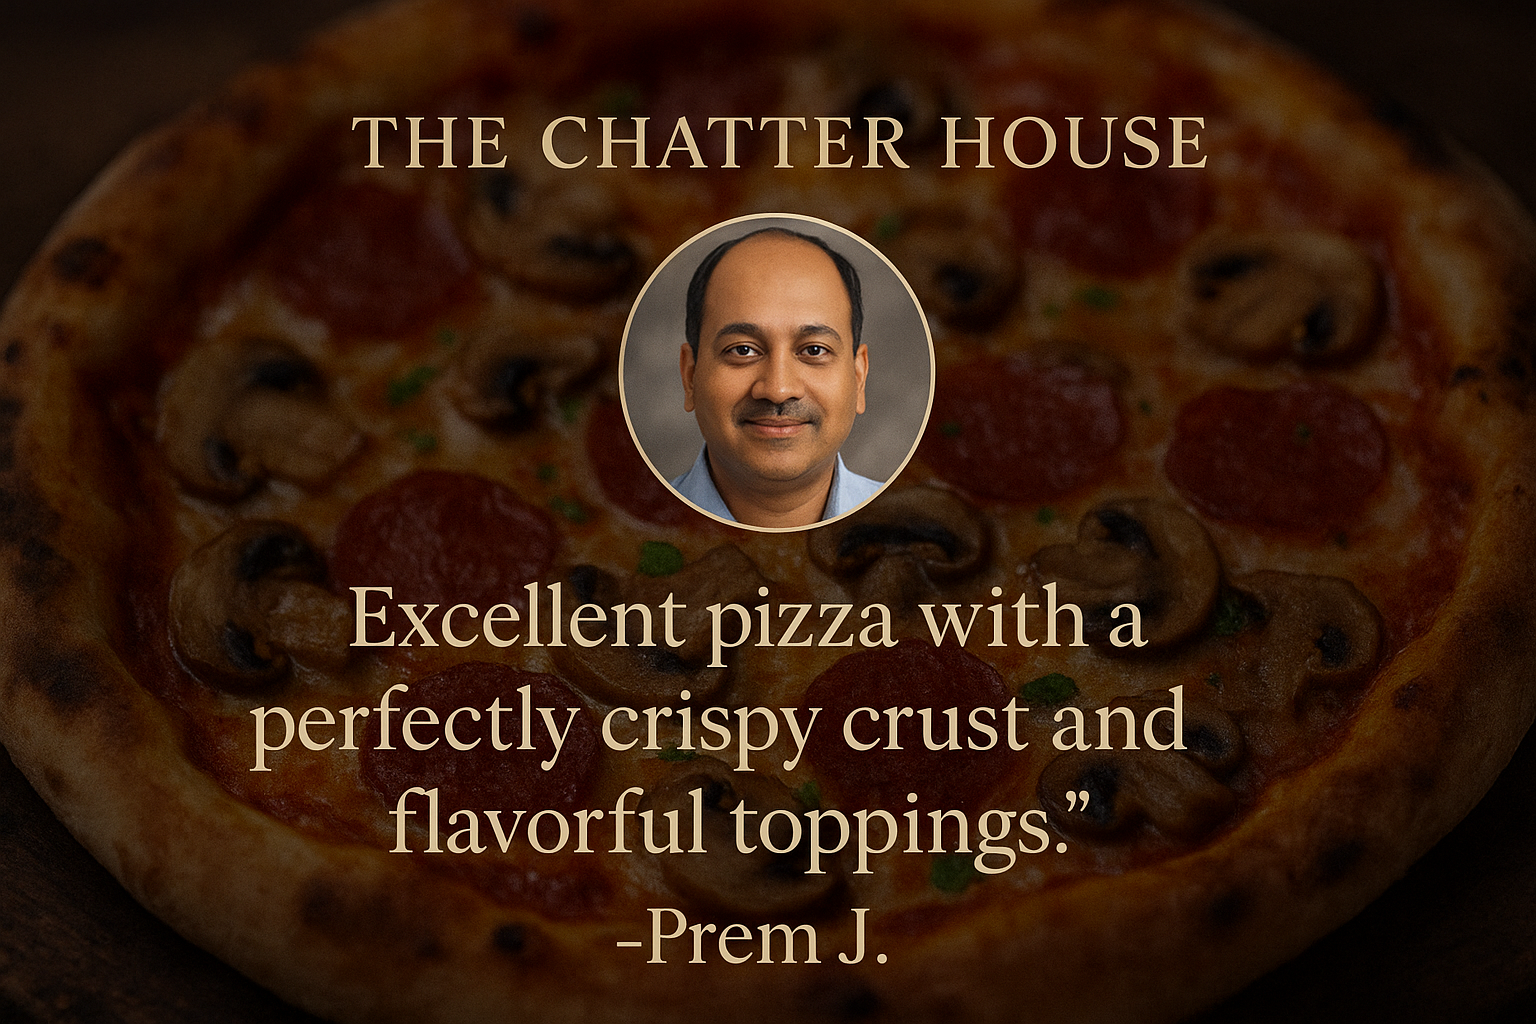 THE CHATTER HOUSE
Excellent pizza with a
perfectly crispy crust and
flavorful toppings.”
–Prem J.